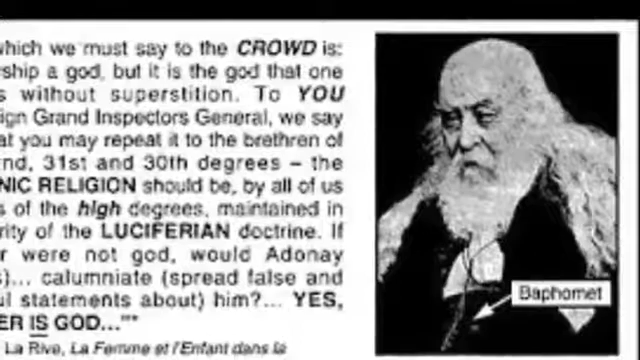 which we must say to the CROWD is:
rship a god, but it is the god that one
s without superstition. To YOU
ign Grand Inspectors General, we say
at you may repeat it to the brethren of
nd, 31st and 30th degrees – the
NIC RELIGION should be, by all of us
s of the high degrees, maintained in
rity of the LUCIFERIAN doctrine. If
r were not god, would Adonay
s)... calumniate (spread false and
ul statements about) him?... YES,
ER IS GOD..."*
La Rive, La Femme et l'Enfant dans la
Baphomet